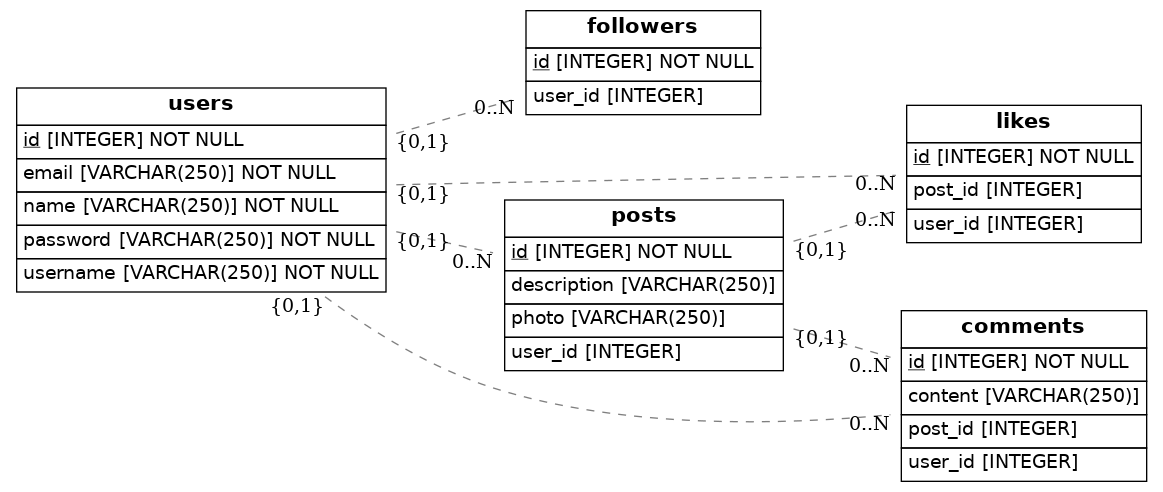 followers
id [INTEGER] NOT NULL
user_id [INTEGER]
users
id [INTEGER] NOT NULL
email [VARCHAR(250)] NOT NULL
name [VARCHAR(250)] NOT NULL
password [VARCHAR(250)] NOT NULL
username [VARCHAR(250)] NOT NULL
0..N
{0,1}
likes
id [INTEGER] NOT NULL
post_id [INTEGER]
user_id [INTEGER]
0..N
{0,1}
posts
id [INTEGER] NOT NULL
description [VARCHAR(250)]
photo [VARCHAR(250)]
user_id [INTEGER]
0..N
{0,1}
{0,1}
0..N
{0,1}
comments
id [INTEGER] NOT NULL
content [VARCHAR(250)]
post_id [INTEGER]
user_id [INTEGER]
{0,1}
0..N
0..N